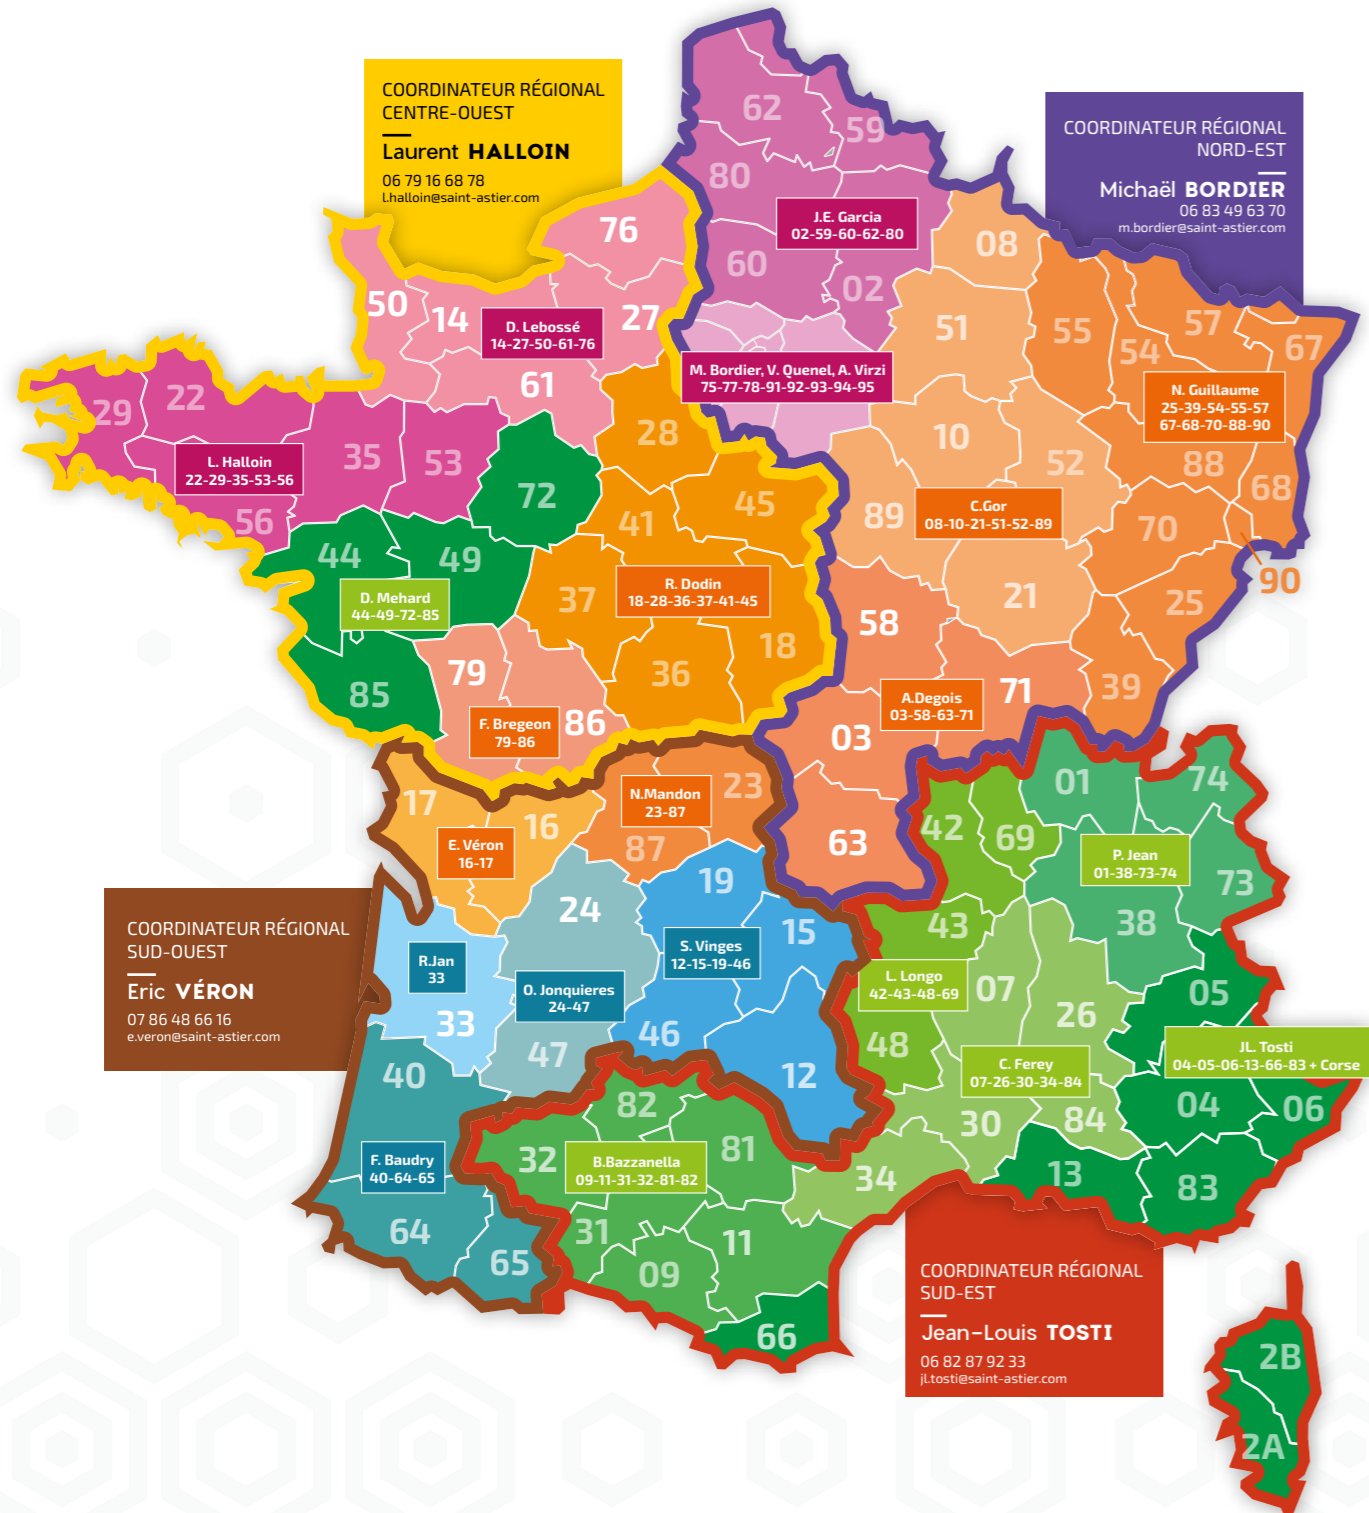 COORDINATEUR RÉGIONAL
CENTRE-OUEST
Laurent HALLOIN
06 79 16 68 78
l.halloin@saint-astier.com
COORDINATEUR RÉGIONAL
NORD-EST
Michaël BORDIER
06 83 49 63 70
m.bordier@saint-astier.com
62
59
80
J.E. Garcia
02-59-60-62-80
60
02
76
50
14
27
D. Lebossé
14-27-50-61-76
61
08
51
55
54
57
67
M. Bordier, V. Quenel, A. Virzi
75-77-78-91-92-93-94-95
N. Guillaume
25-39-54-55-57
67-68-70-88-90
29
22
35
53
L. Halloin
22-29-35-53-56
56
72
28
45
41
10
52
88
68
89
C.Gor
08-10-21-51-52-89
70
90
44
49
D. Mehard
44-49-72-85
85
37
R. Dodin
18-28-36-37-41-45
36
18
21
25
58
39
71
A.Degois
03-58-63-71
03
63
79
86
F. Bregeon
79-86
17
16
E. Véron
16-17
N.Mandon
23-87
23
87
42
69
01
74
P. Jean
01-38-73-74
73
38
COORDINATEUR RÉGIONAL
SUD-OUEST
Eric VÉRON
07 86 48 66 16
e.veron@saint-astier.com
24
19
15
S. Vinges
12-15-19-46
R.Jan
33
33
O. Jonquieres
24-47
47
46
12
43
L. Longo
42-43-48-69
48
07
26
05
JL. Tosti
04-05-06-13-66-83 + Corse
C. Ferey
07-26-30-34-84
30
84
04
06
40
F. Baudry
40-64-65
64
65
82
32
81
B.Bazzanella
09-11-31-32-81-82
31
09
11
34
13
83
66
COORDINATEUR RÉGIONAL
SUD-EST
Jean-Louis TOSTI
06 82 87 92 33
jl.tosti@saint-astier.com
2B
2A